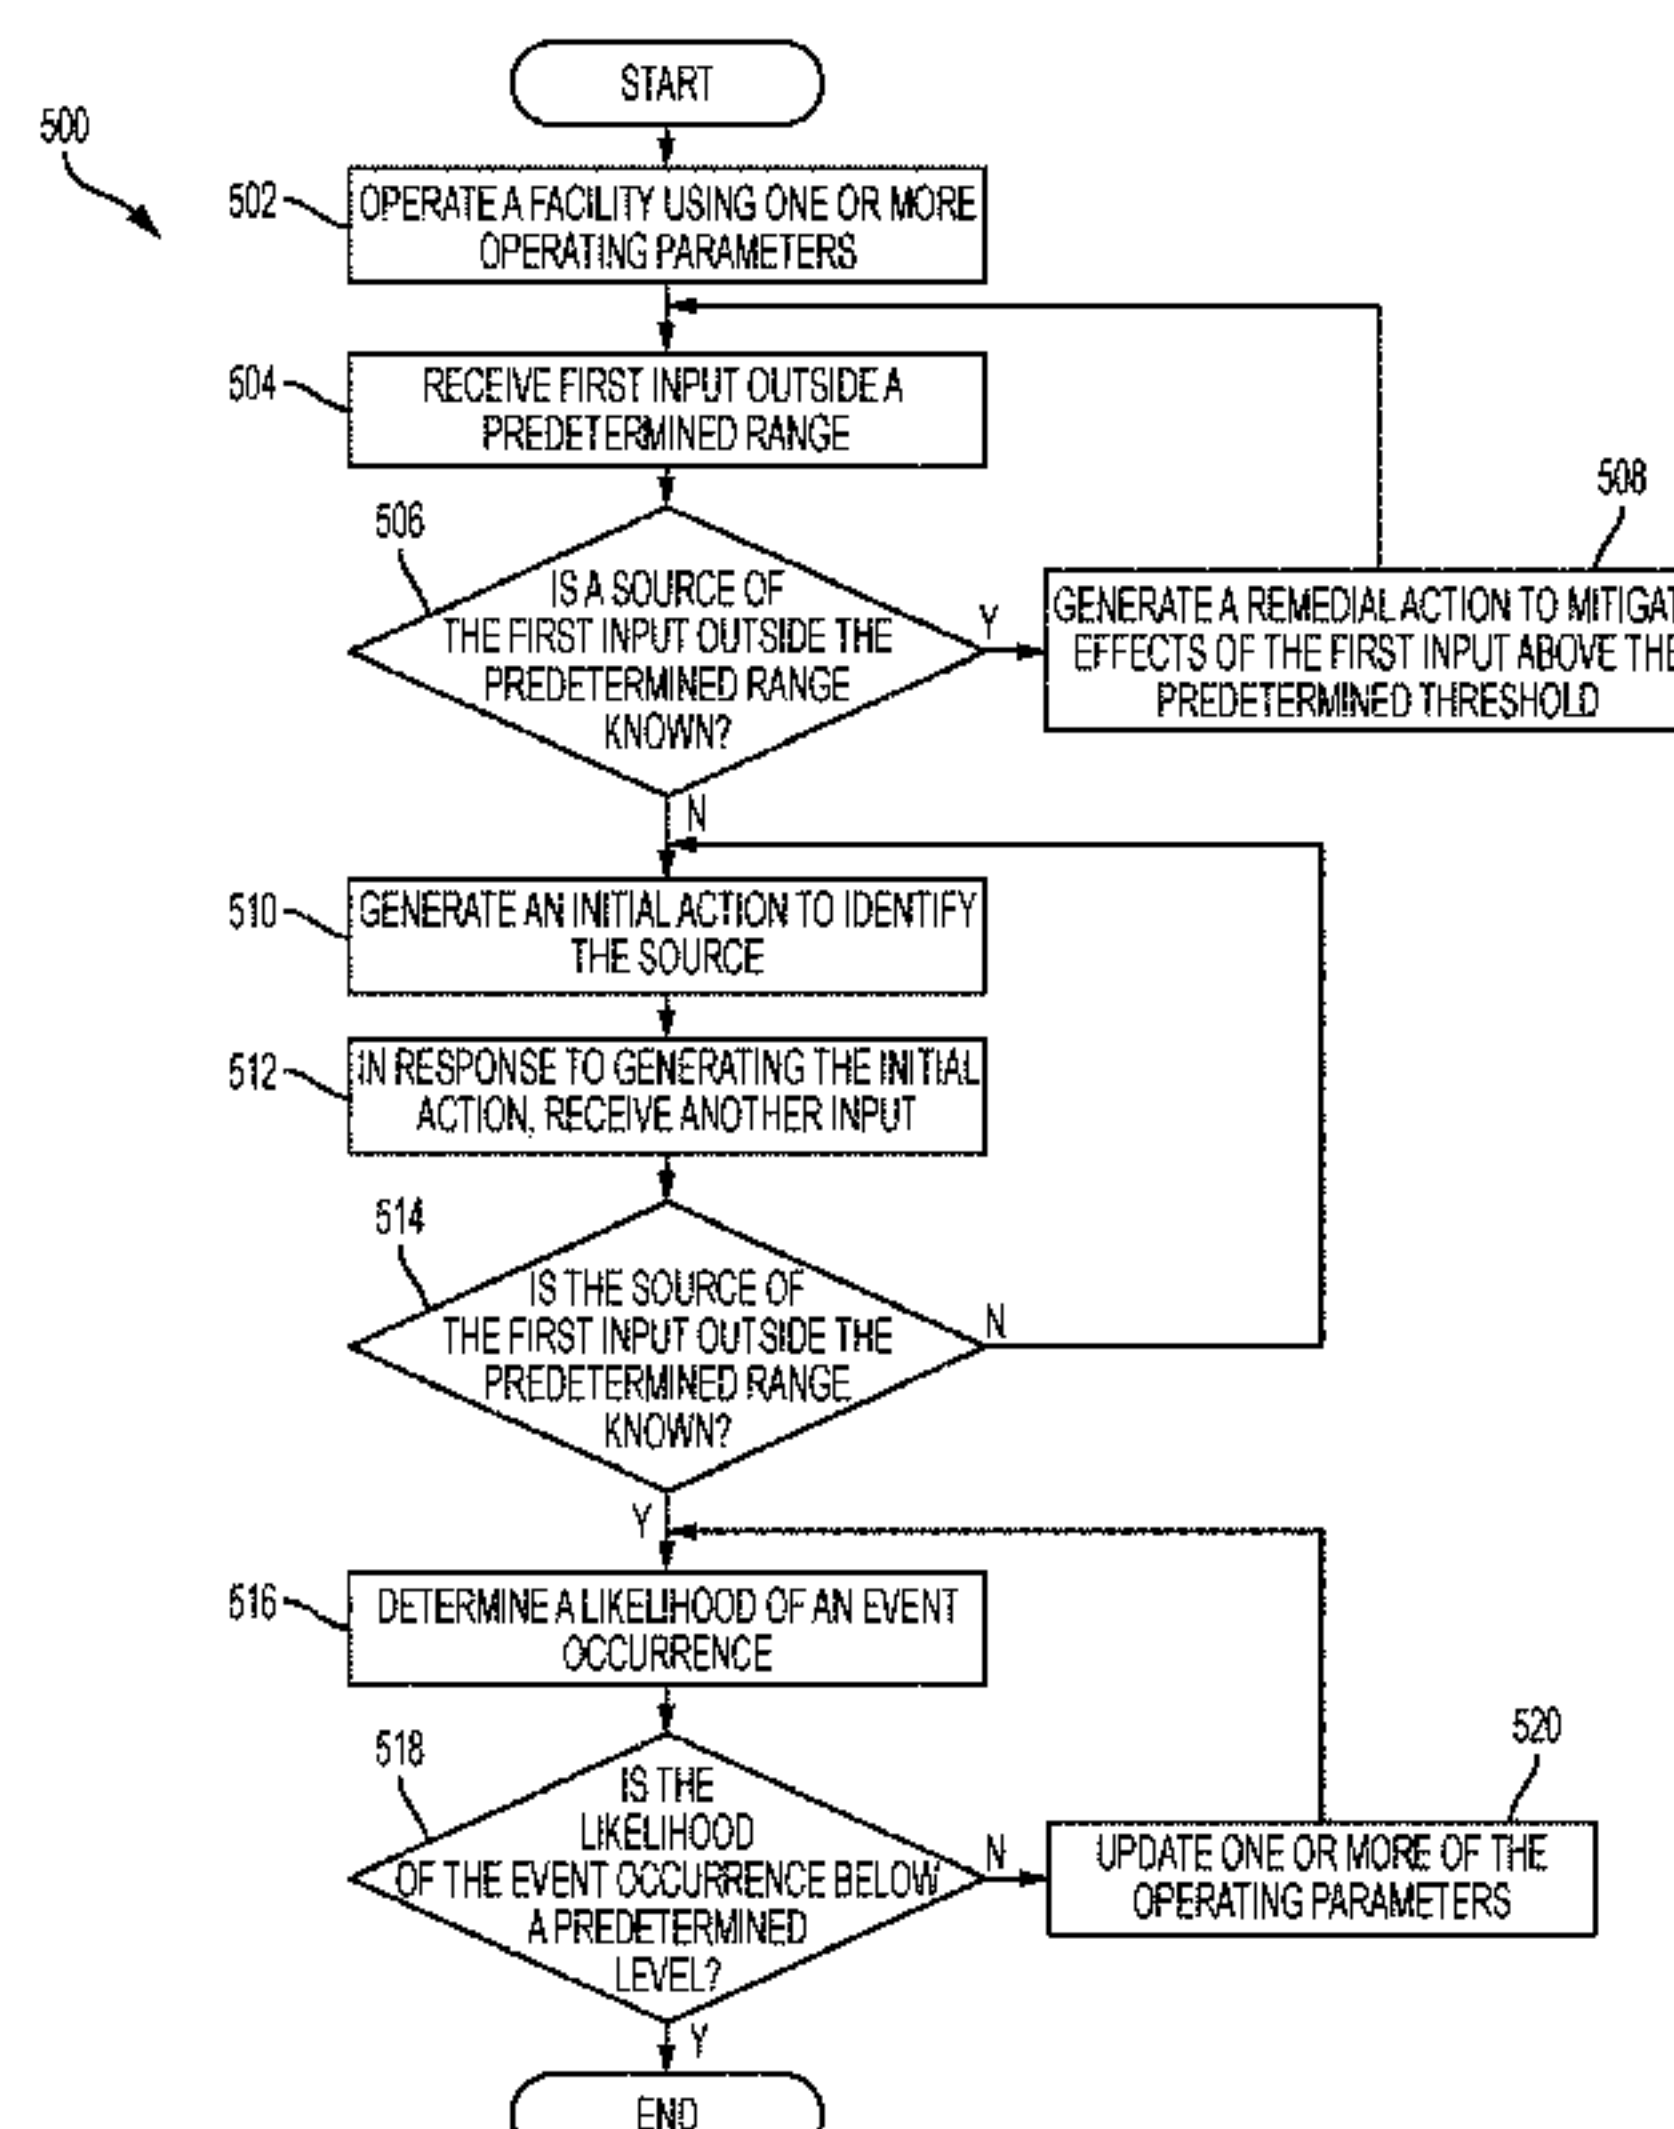 START
500
502
OPERATE A FACILITY USING ONE OR MORE
OPERATING PARAMETERS
504
RECEIVE FIRST INPUT OUTSIDE A
PREDETERMINED RANGE
506
IS A SOURCE OF
THE FIRST INPUT OUTSIDE THE
PREDETERMINED RANGE
KNOWN?
Y
508
GENERATE A REMEDIAL ACTION TO MITIGAT
EFFECTS OF THE FIRST INPUT ABOVE THE
PREDETERMINED THRESHOLD
N
510
GENERATE AN INITIAL ACTION TO IDENTIFY
THE SOURCE
512
IN RESPONSE TO GENERATING THE INITIAL
ACTION, RECEIVE ANOTHER INPUT
514
IS THE SOURCE OF
THE FIRST INPUT OUTSIDE THE
PREDETERMINED RANGE
KNOWN?
N
Y
516
DETERMINE A LIKELIHOOD OF AN EVENT
OCCURRENCE
518
IS THE
LIKELIHOOD
OF THE EVENT OCCURRENCE BELOW
A PREDETERMINED
LEVEL?
N
520
UPDATE ONE OR MORE OF THE
OPERATING PARAMETERS
Y
END